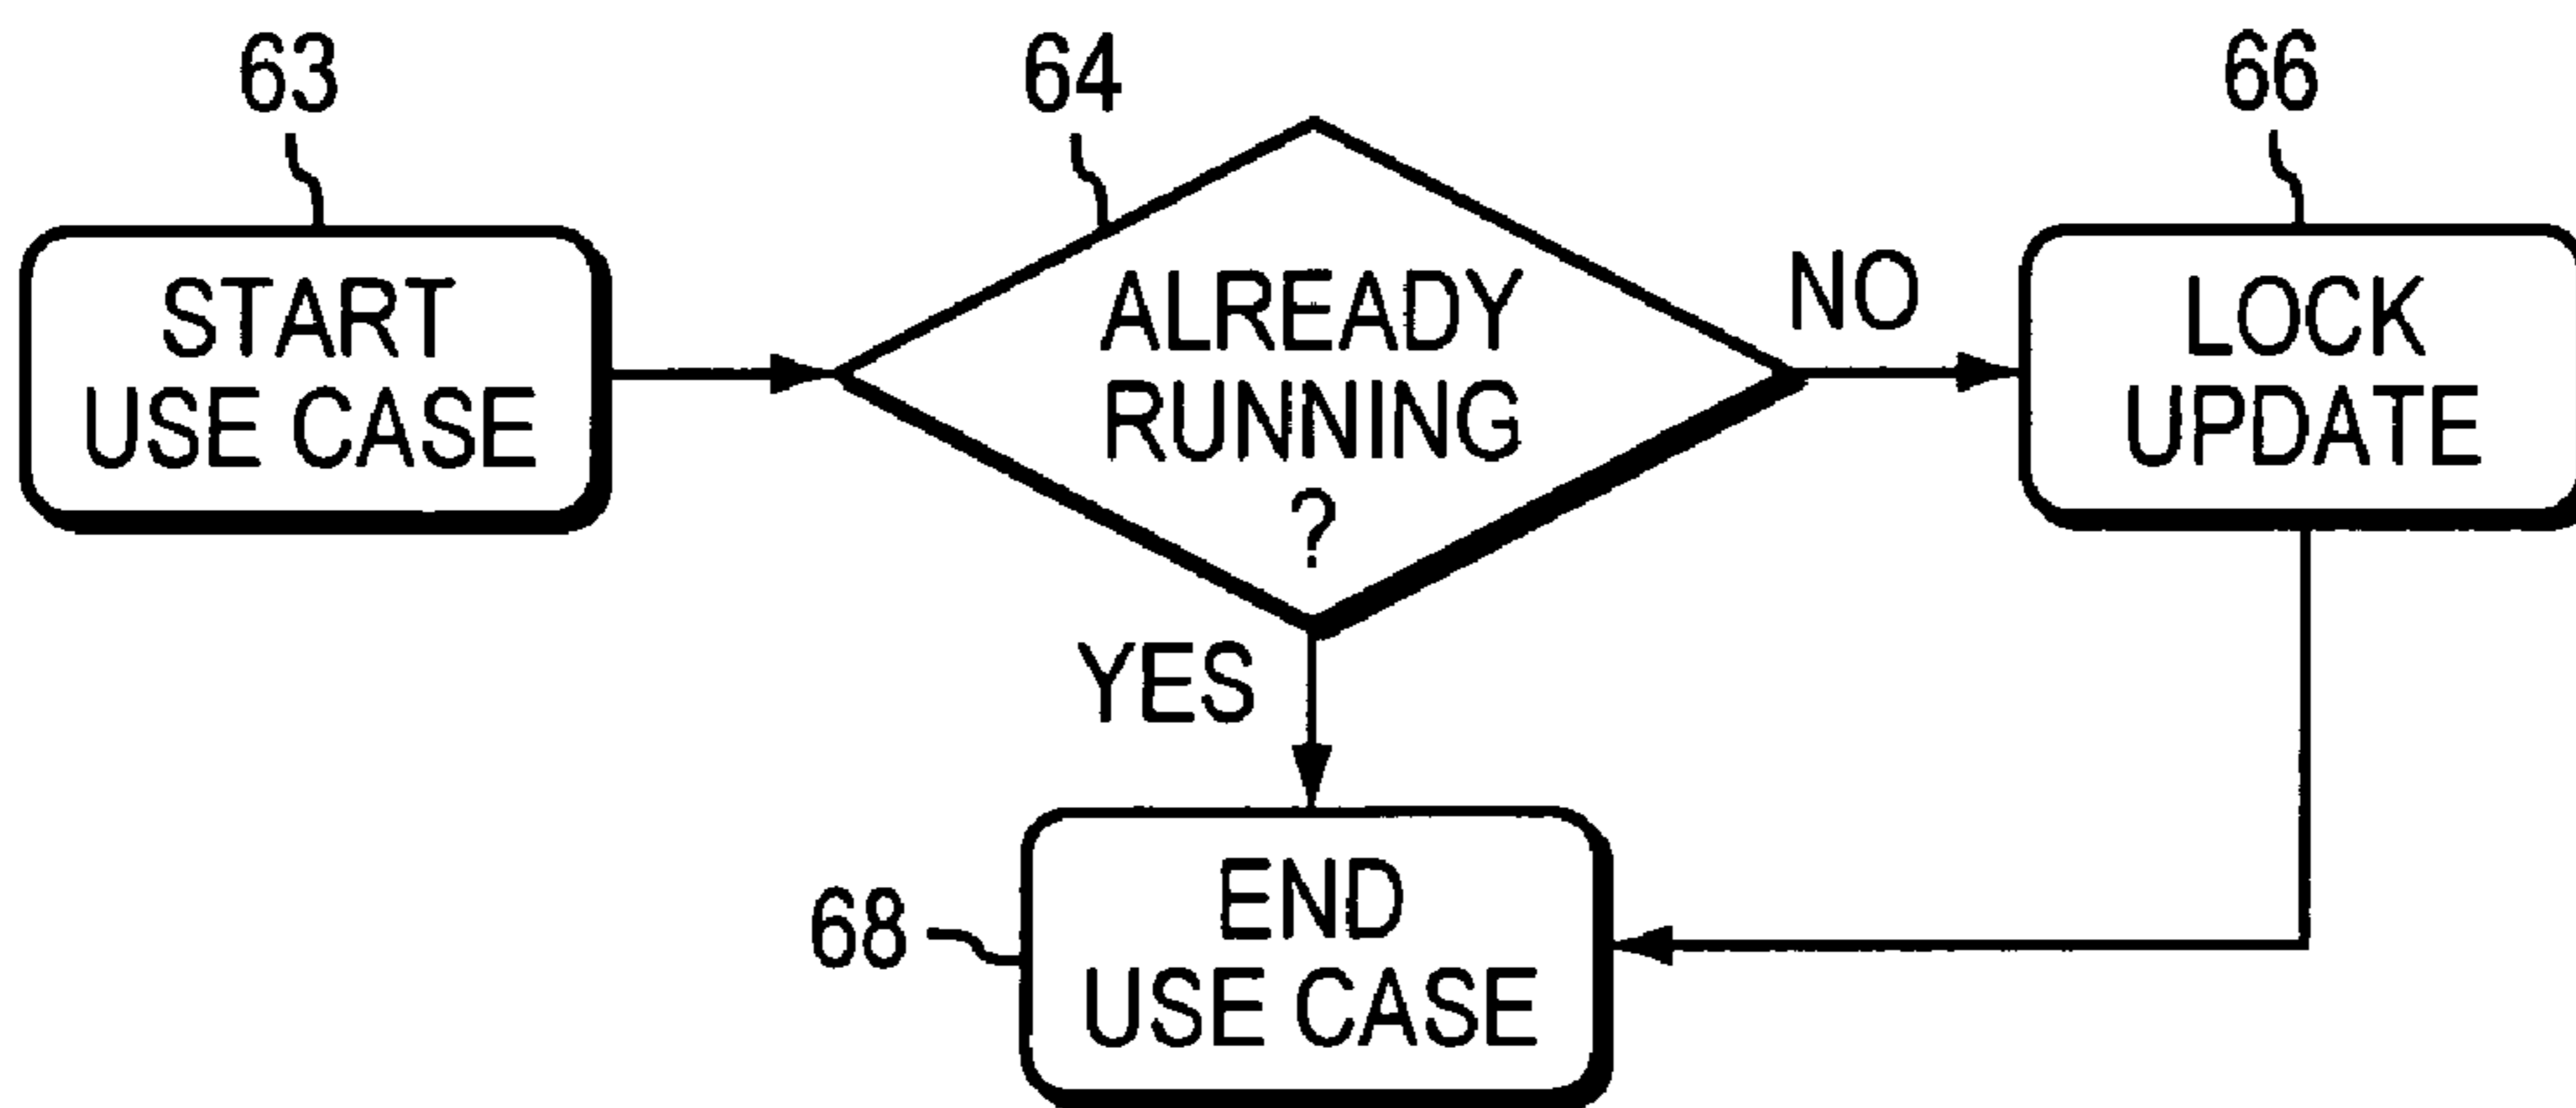 63
64
66
START
USE CASE
ALREADY
RUNNING
?
NO
LOCK
UPDATE
YES
68
END
USE CASE